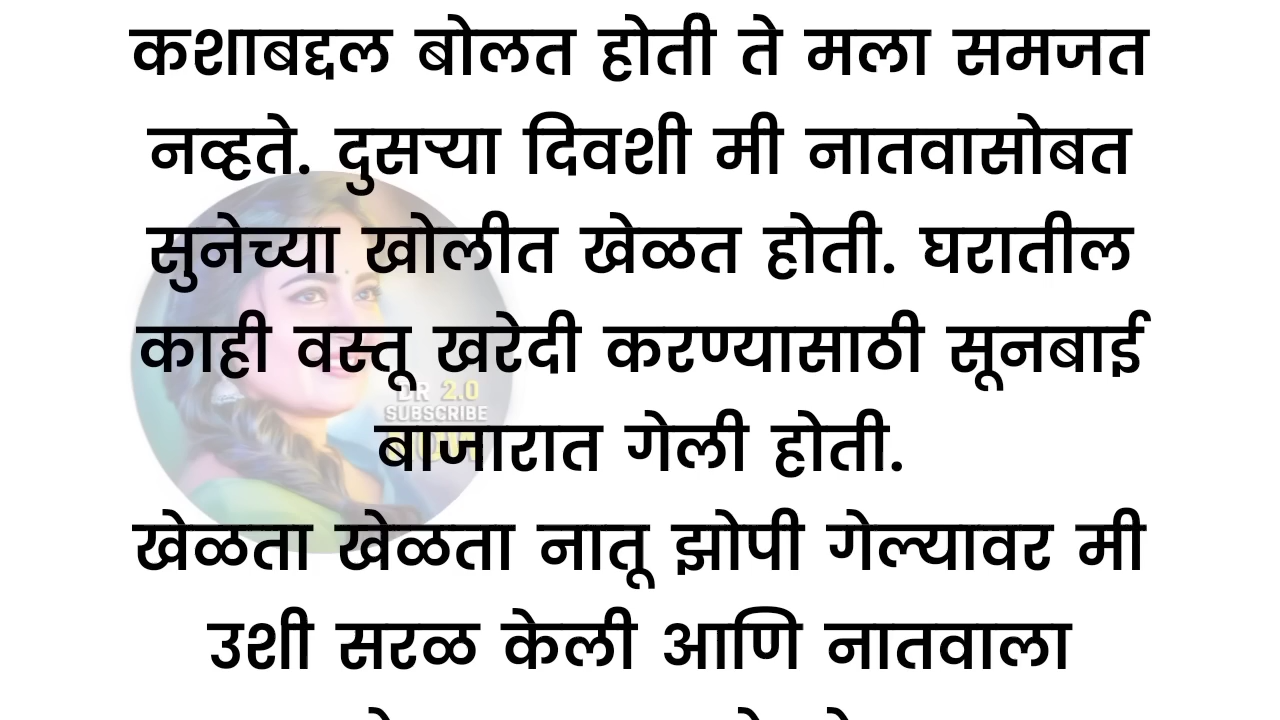 कशाबद्दल बोलत होती ते मला समजत
नव्हते. दुसऱ्या दिवशी मी नातवासोबत
सुनेच्या खोलीत खेळत होती. घरातील
काही वस्तू खरेदी करण्यासाठी सूनबाई
DR 2.0
SUBSCRIBE
बाजारात गेली होती.
खेळता खेळता नातू झोपी गेल्यावर मी
उशी सरळ केली आणि नातवाला